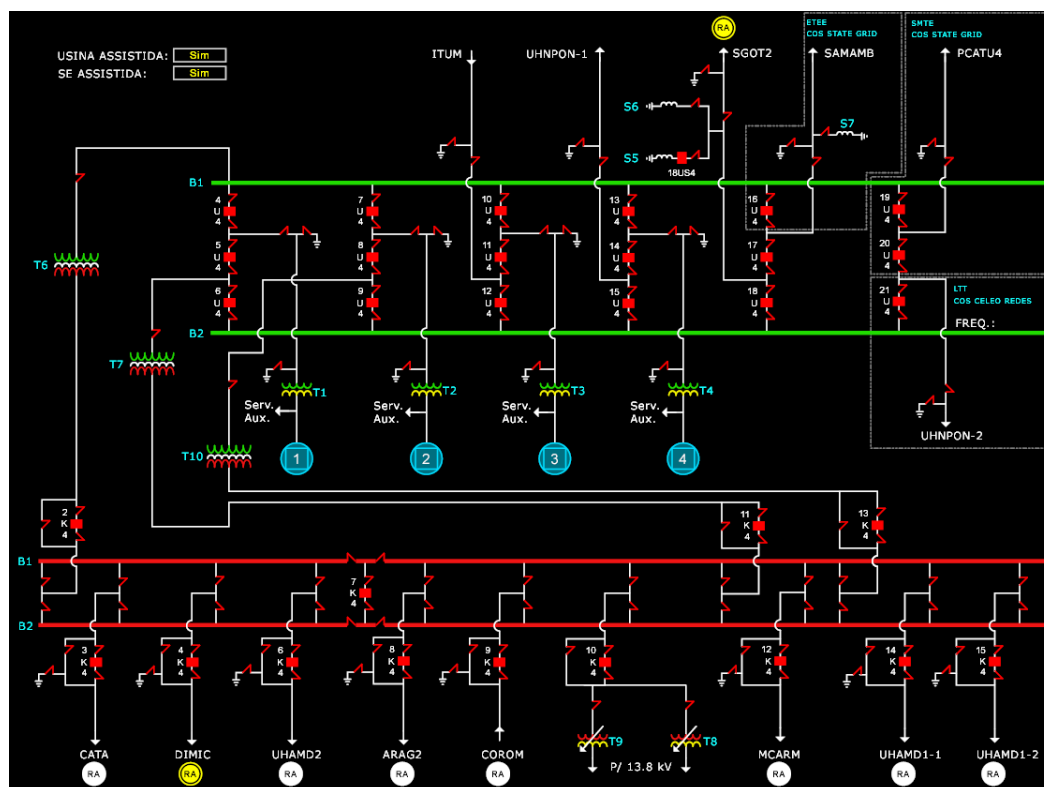 USINA ASSISTIDA: Sim
SE ASSISTIDA: Sim
ITUM
UHNPON-1
RA
SGOT2
ETEE
COS STATE GRID
SAMAMB
SMTE
COS STATE GRID
PCATU4
S6
S7
S5
18US4
B1
4 U 4
7 U 4
10 U 4
13 U 4
16 U 4
19 U 4
5 U 4
8 U 4
11 U 4
14 U 4
17 U 4
20 U 4
T6
6 U 4
9 U 4
12 U 4
15 U 4
18 U 4
21 U 4
LTT
COS CELEO REDES
FREQ.:
B2
T7
T1
T2
T3
T4
Serv. Aux.
Serv. Aux.
Serv. Aux.
Serv. Aux.
UHNPON-2
T10
1
2
3
4
2 K 4
11 K 4
13 K 4
B1
7 K 4
B2
3 K 4
4 K 4
6 K 4
8 K 4
9 K 4
10 K 4
12 K 4
14 K 4
15 K 4
T9
T8
CATA
DIMIC
UHAMD2
ARAG2
COROM
P/ 13.8 kV
MCARM
UHAMD1-1
UHAMD1-2
RA
RA
RA
RA
RA
RA
RA
RA